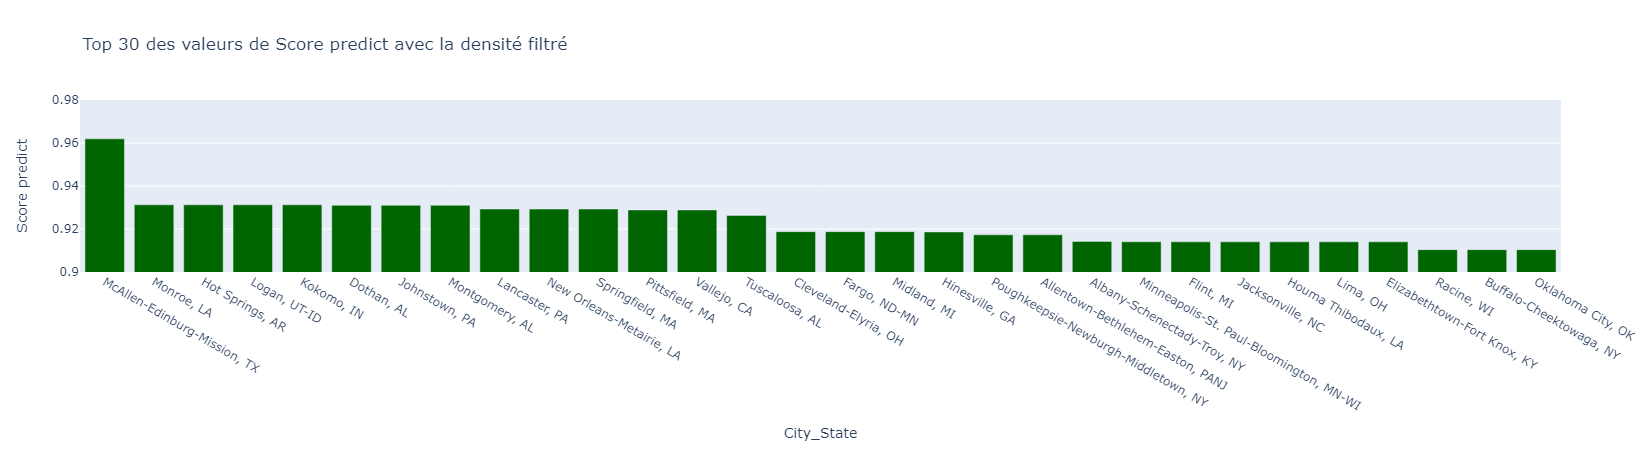 Top 30 des valeurs de Score predict avec la densité filtré
Score predict
0.98
0.96
0.94
0.92
0.9
McAllen-Edinburg-Mission, TX
Monroe, LA
Hot Springs, AR
Logan, UT-ID
Kokomo, IN
Dothan, AL
Johnstown, PA
Montgomery, AL
Lancaster, PA
New Orleans-Metairie, LA
Springfield, MA
Pittsfield, MA
Vallejo, CA
Tuscaloosa, AL
Cleveland-Elyria, OH
Fargo, ND-MN
Midland, MI
Hinesville, GA
Poughkeepsie-Newburgh-Middletown, NY
Allentown-Bethlehem-Easton, PANJ
Albany-Schenectady-Troy, NY
Minneapolis-St. Paul-Bloomington, MN-WI
Flint, MI
Jacksonville, NC
Houma Thibodaux, LA
Lima, OH
Elizabethtown-Fort Knox, KY
Racine, WI
Buffalo-Cheektowaga, NY
Oklahoma City, OK
City_State